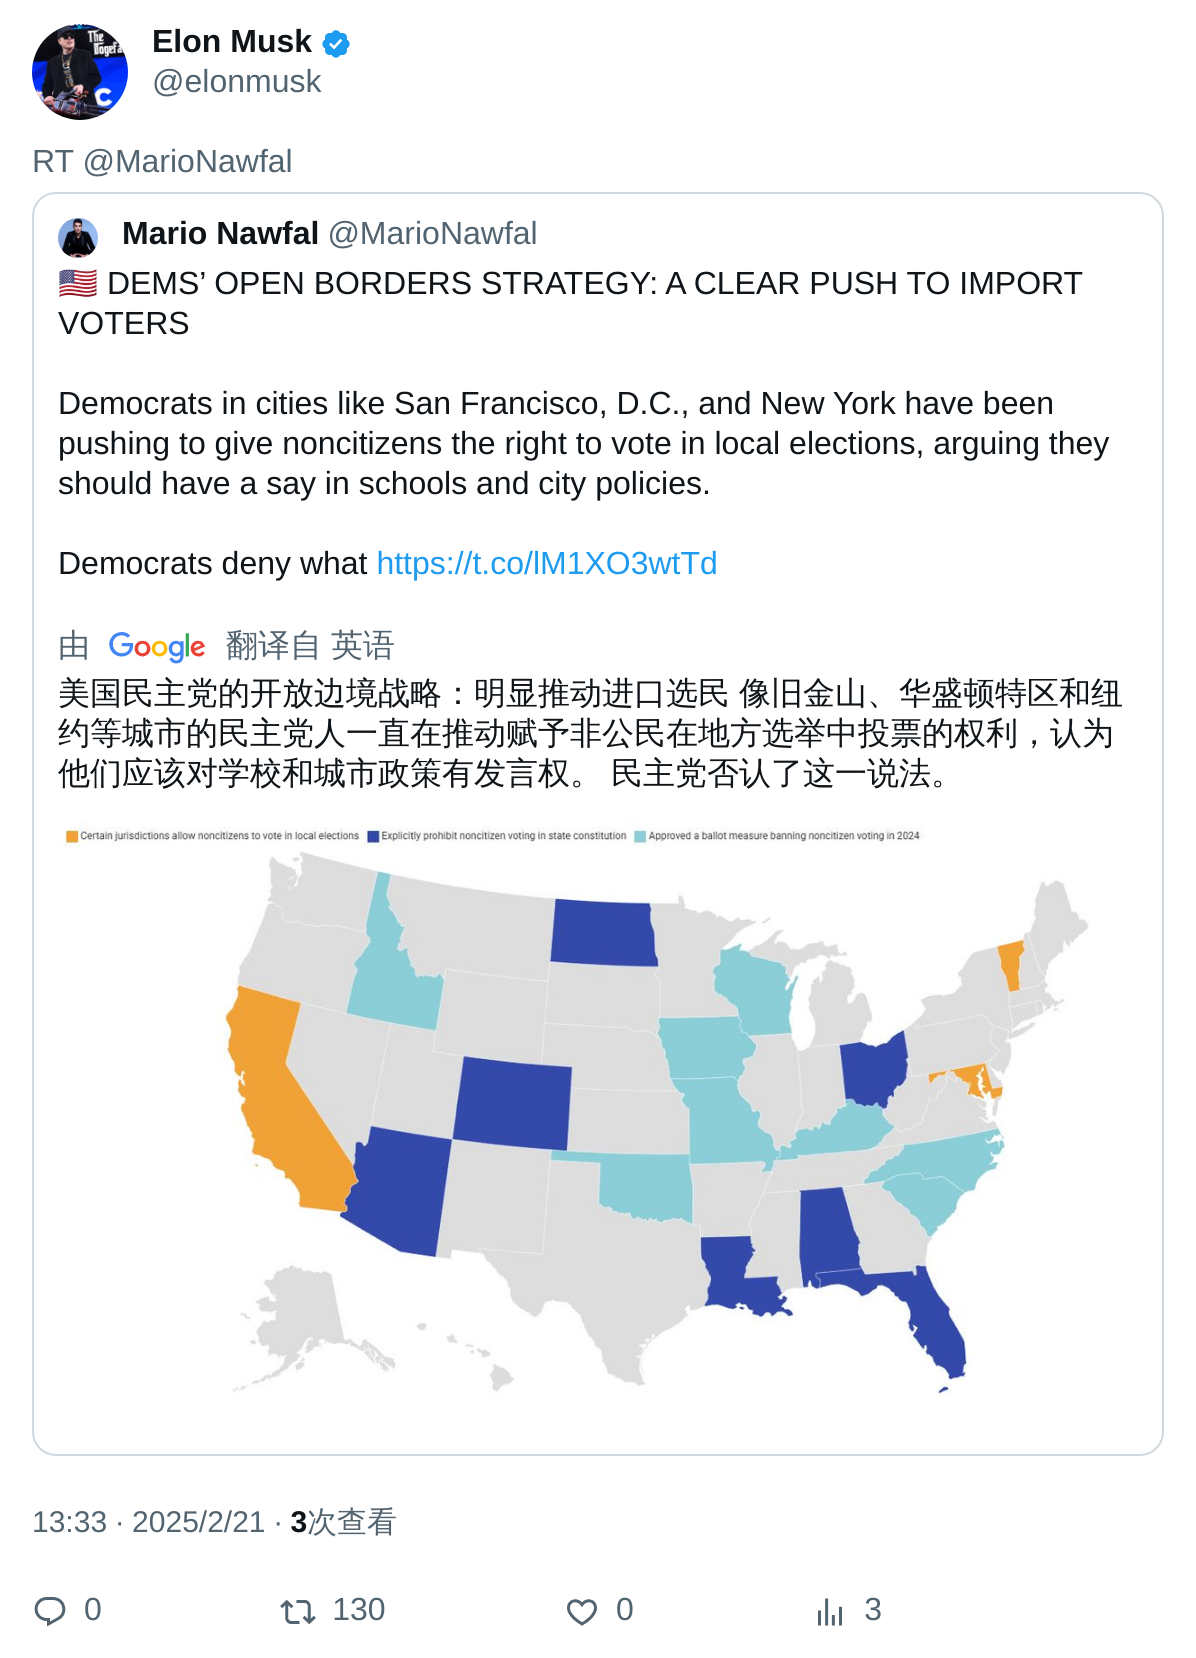 Elon Musk
@elonmusk
The
Dogefa
C
RT @MarioNawfal
Mario Nawfal @MarioNawfal
🇺🇸 DEMS’ OPEN BORDERS STRATEGY: A CLEAR PUSH TO IMPORT
VOTERS
Democrats in cities like San Francisco, D.C., and New York have been
pushing to give noncitizens the right to vote in local elections, arguing they
should have a say in schools and city policies.
Democrats deny what https://t.co/lM1XO3wtTd
由 Google 翻译自 英语
美国民主党的开放边境战略：明显推动进口选民 像旧金山、华盛顿特区和纽
约等城市的民主党人一直在推动赋予非公民在地方选举中投票的权利，认为
他们应该对学校和城市政策有发言权。 民主党否认了这一说法。
Certain jurisdictions allow noncitizens to vote in local elections Explicitly prohibit noncitizen voting in state constitution Approved a ballot measure banning noncitizen voting in 2024
13:33 · 2025/2/21 · 3次查看
0 130 0 3